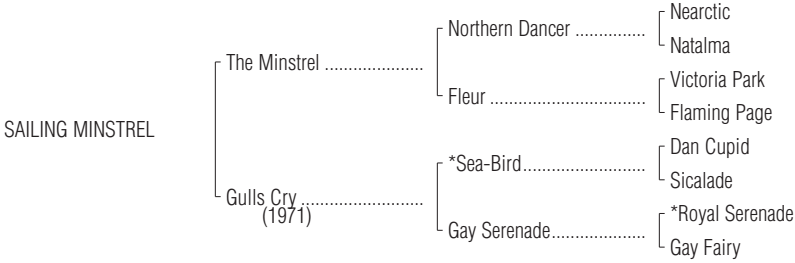 Nearctic
Northern Dancer ..................
Natalma
The Minstrel ......................
Victoria Park
Fleur ................................
Flaming Page
SAILING MINSTREL
Dan Cupid
*Sea-Bird.........................
Sicalade
Gulls Cry ...........................
(1971)
*Royal Serenade
Gay Serenade...................
Gay Fairy